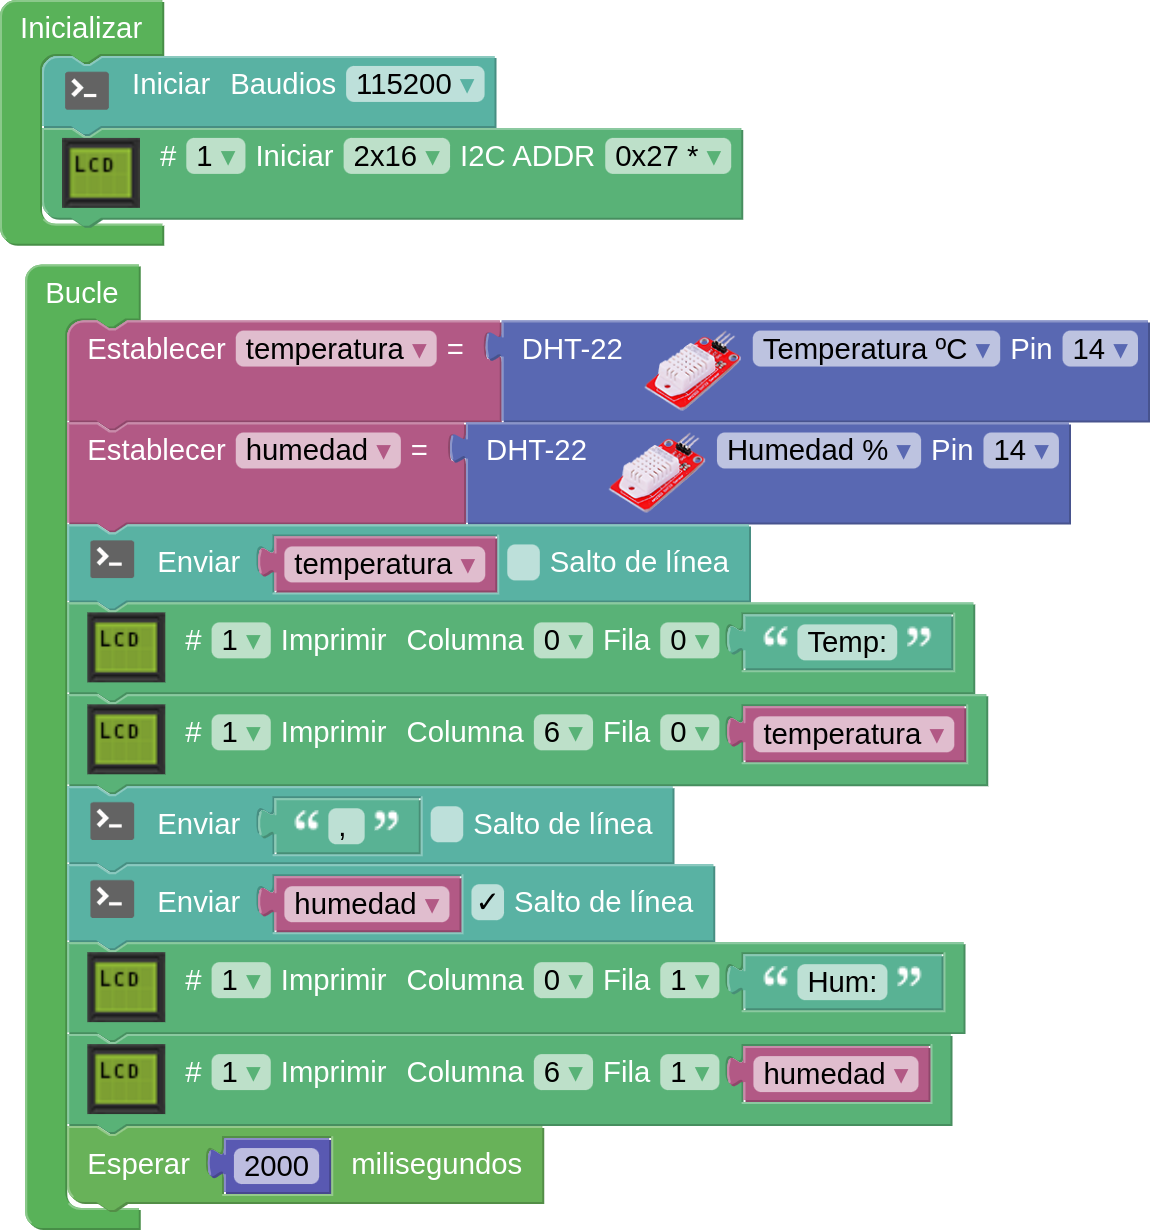 Inicializar
Iniciar Baudios 115200 ▾
LCD # 1 ▾ Iniciar 2x16 ▾ I2C ADDR 0x27 * ▾
Bucle
Establecer temperatura ▾ = DHT-22 Temperatura ºC ▾ Pin 14 ▾
Establecer humedad ▾ = DHT-22 Humedad % ▾ Pin 14 ▾
Enviar temperatura ▾ Salto de línea
LCD # 1 ▾ Imprimir Columna 0 ▾ Fila 0 ▾ “ Temp: ”
LCD # 1 ▾ Imprimir Columna 6 ▾ Fila 0 ▾ temperatura ▾
Enviar “ , ” Salto de línea
Enviar humedad ▾ ✓ Salto de línea
LCD # 1 ▾ Imprimir Columna 0 ▾ Fila 1 ▾ “ Hum: ”
LCD # 1 ▾ Imprimir Columna 6 ▾ Fila 1 ▾ humedad ▾
Esperar 2000 milisegundos